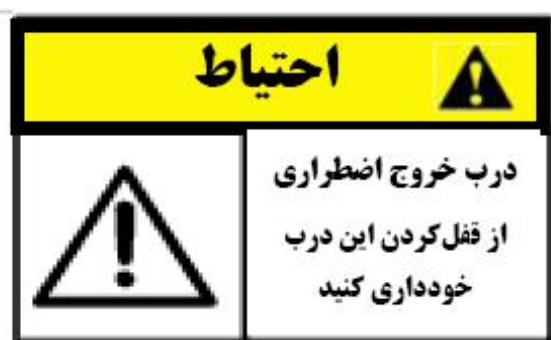 احتیاط
درب خروج اضطراری
از قفل‌کردن این درب
خودداری کنید